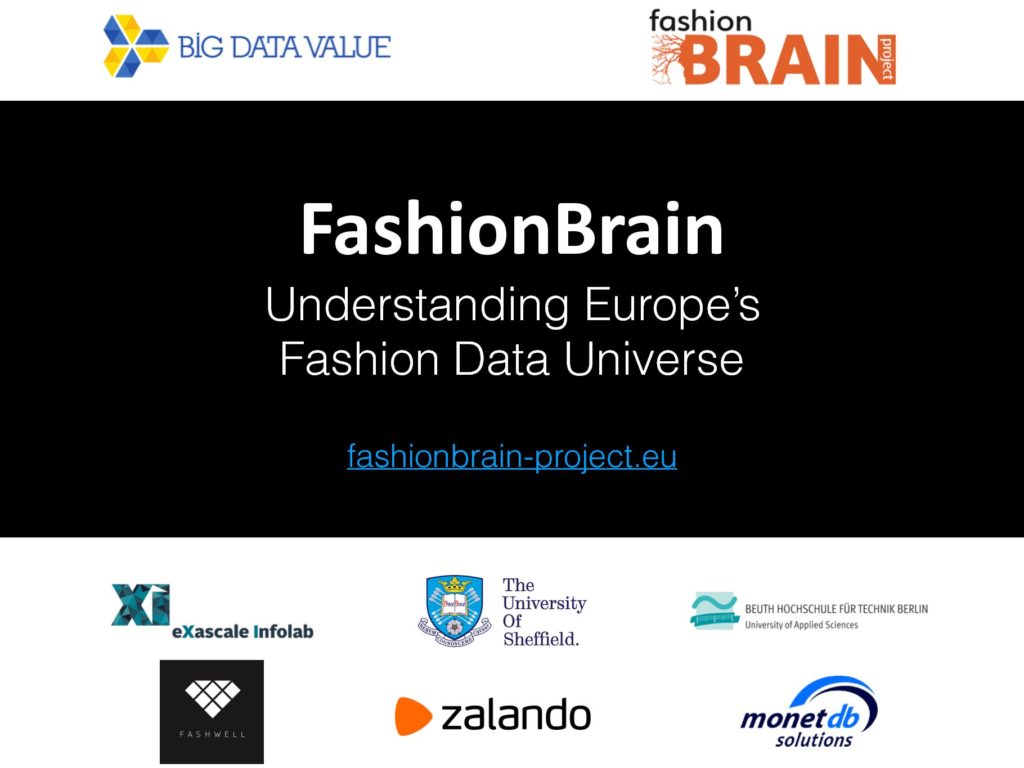 BIG DATA VALUE
fashion
BRAIN
project
FashionBrain
Understanding Europe’s
Fashion Data Universe
fashionbrain-project.eu
Xi
eXascale Infolab
The
University
Of
Sheffield.
BEUTH HOCHSCHULE FÜR TECHNIK BERLIN
University of Applied Sciences
FASHWELL
zalando
monetdb
solutions